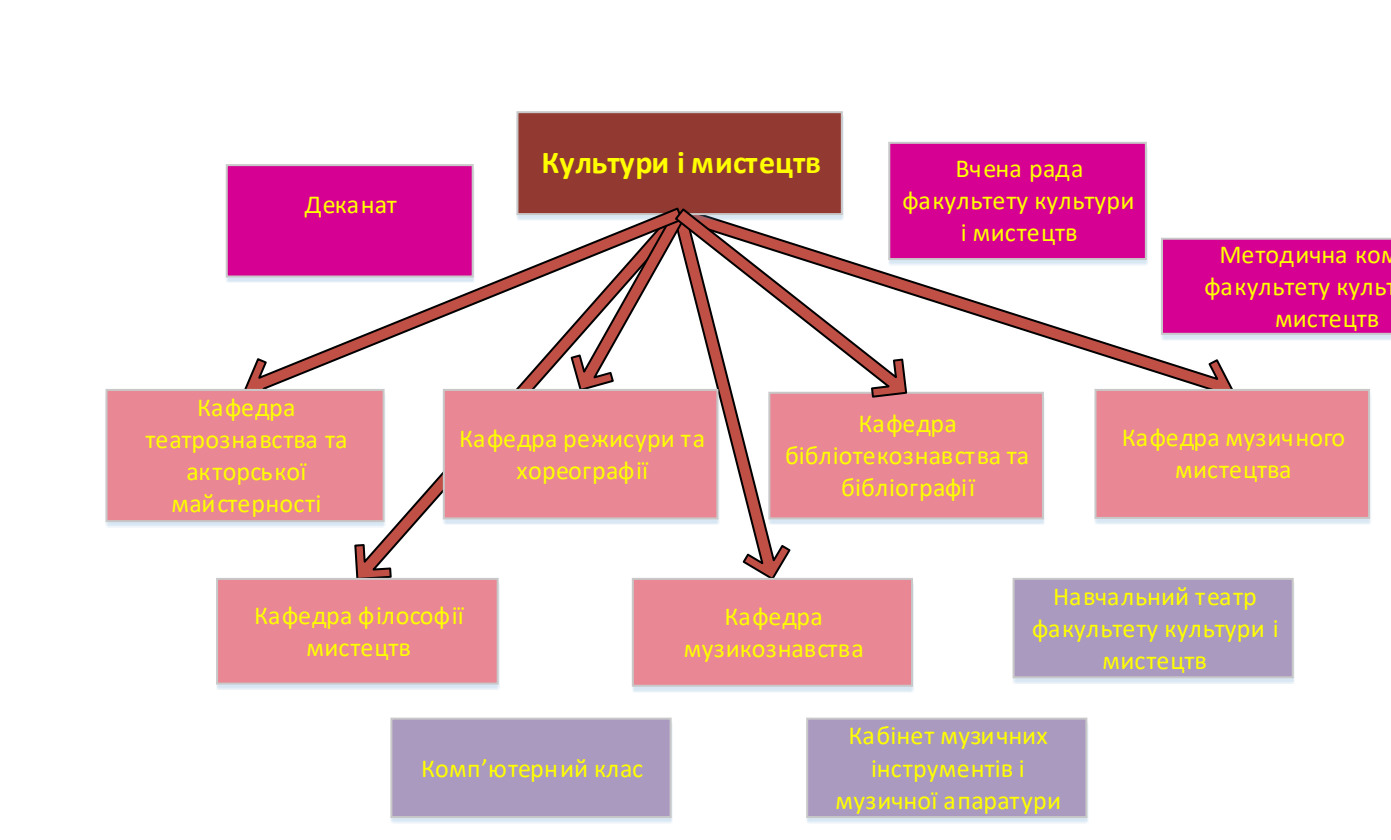 Культури і мистецтв
Деканат
Вчена рада
факультету культури
і мистецтв
Методична
факультету
мистецтв
Кафедра
театрознавства та
акторської
майстерності
Кафедра режисури та
хореографії
Кафедра
бібліотекознавства та
бібліографії
Кафедра музичного
мистецтва
Кафедра філософії
мистецтв
Кафедра
музикознавства
Навчальний театр
факультету культури і
мистецтв
Комп’ютерний клас
Кабінет музичних
інструментів і
музичної апаратури